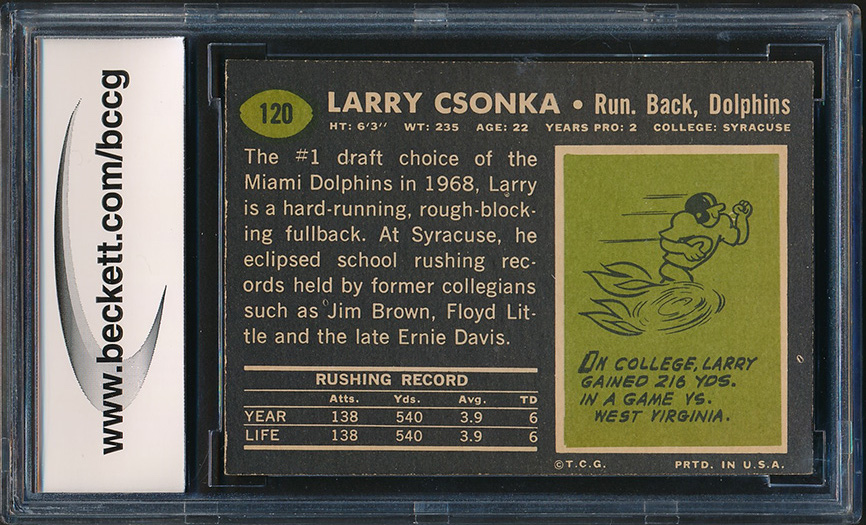 www.beckett.com/bccg
120
LARRY CSONKA • Run. Back, Dolphins
HT: 6'3'' WT: 235 AGE: 22 YEARS PRO: 2 COLLEGE: SYRACUSE
The #1 draft choice of the
Miami Dolphins in 1968, Larry
is a hard-running, rough-block-
ing fullback. At Syracuse, he
eclipsed school rushing rec-
ords held by former collegians
such as Jim Brown, Floyd Lit-
tle and the late Ernie Davis.
RUSHING RECORD
Atts. Yds. Avg. TD
YEAR 138 540 3.9 6
LIFE 138 540 3.9 6
IN COLLEGE, LARRY
GAINED 216 YDS.
IN A GAME VS.
WEST VIRGINIA.
©T.C.G. PRTD. IN U.S.A.